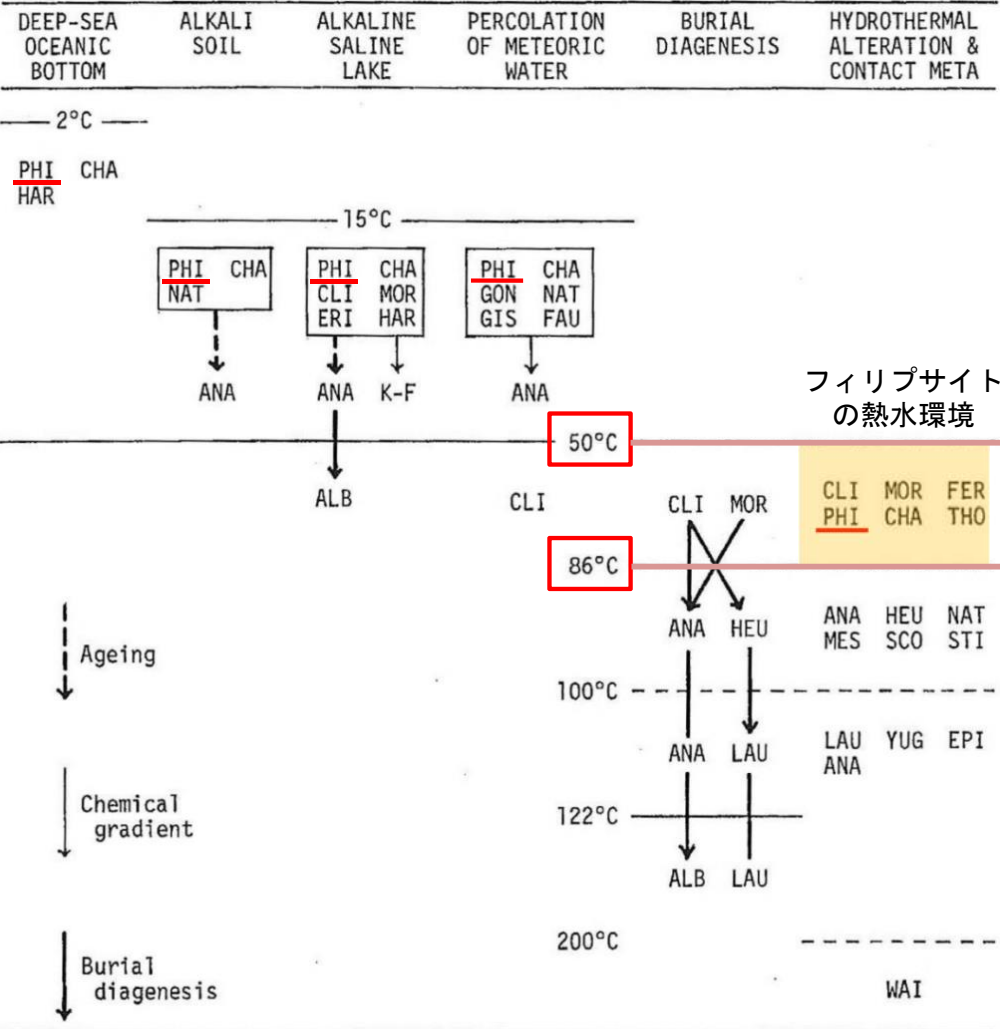 DEEP-SEA OCEANIC BOTTOM
ALKALI SOIL
ALKALINE SALINE LAKE
PERCOLATION OF METEORIC WATER
BURIAL DIAGENESIS
HYDROTHERMAL ALTERATION & CONTACT META
2°C
PHI CHA
HAR
15°C
PHI CHA
NAT
PHI CHA
CLI MOR
ERI HAR
PHI CHA
GON NAT
GIS FAU
ANA
ANA K-F
ANA
フィリプサイト
の熱水環境
50°C
ALB
CLI
CLI MOR
CLI MOR FER
PHI CHA THO
86°C
ANA HEU
ANA HEU NAT
MES SCO STI
Ageing
100°C
ANA LAU
LAU YUG EPI
ANA
Chemical
gradient
122°C
ALB LAU
200°C
Burial
diagenesis
WAI